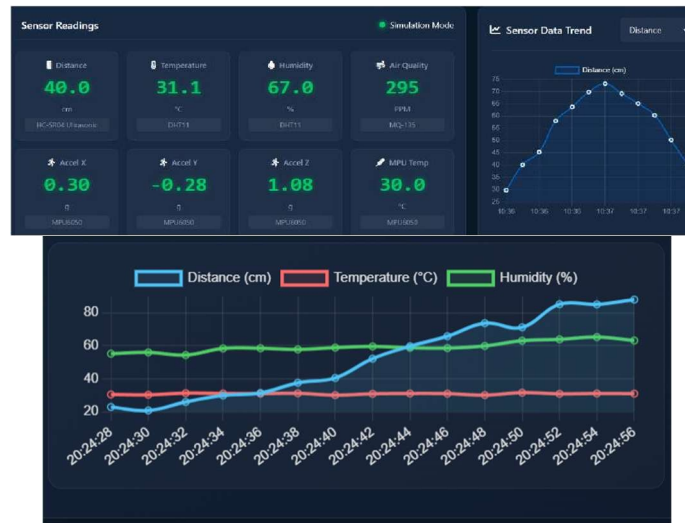 Sensor Readings
Simulation Mode
Distance
40.0
cm
HC-SR04 Ultrasonic
Temperature
31.1
°C
DHT11
Humidity
67.0
%
DHT11
Air Quality
295
PPM
MQ-135
Accel X
0.30
g
MPU6050
Accel Y
-0.28
g
MPU6050
Accel Z
1.08
g
MPU6050
MPU Temp
30.0
°C
MPU6050
Sensor Data Trend
Distance
Distance (cm)
75
70
65
60
55
50
45
40
35
30
25
10:36 10:36 10:36 10:37 10:37 10:37
Distance (cm) Temperature (°C) Humidity (%)
80
60
40
20
20:24:28 20:24:30 20:24:32 20:24:34 20:24:36 20:24:38 20:24:40 20:24:42 20:24:44 20:24:46 20:24:48 20:24:50 20:24:52 20:24:54 20:24:56